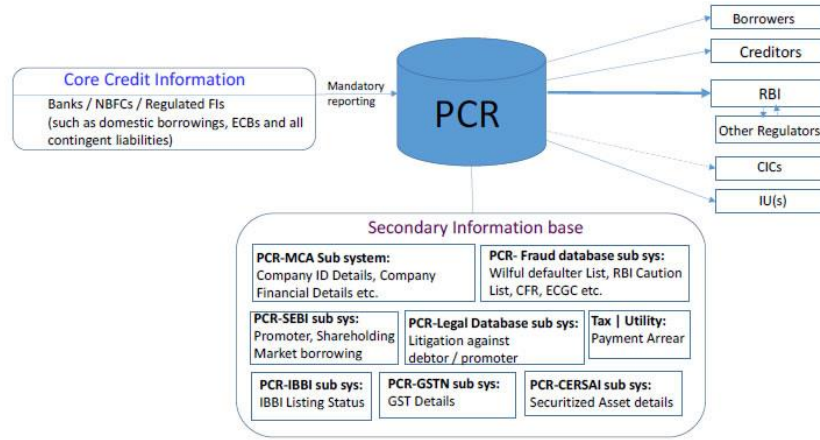 Core Credit Information
Banks / NBFCs / Regulated FIs
(such as domestic borrowings, ECBs and all
contingent liabilities)
Mandatory
reporting
PCR
Borrowers
Creditors
RBI
Other Regulators
CICs
IU(s)
Secondary Information base
PCR-MCA Sub system:
Company ID Details, Company
Financial Details etc.
PCR- Fraud database sub sys:
Wilful defaulter List, RBI Caution
List, CFR, ECGC etc.
PCR-SEBI sub sys:
Promoter, Shareholding
Market borrowing
PCR-Legal Database sub sys:
Litigation against
debtor / promoter
Tax | Utility:
Payment Arrear
PCR-IBBI sub sys:
IBBI Listing Status
PCR-GSTN sub sys:
GST Details
PCR-CERSAI sub sys:
Securitized Asset details